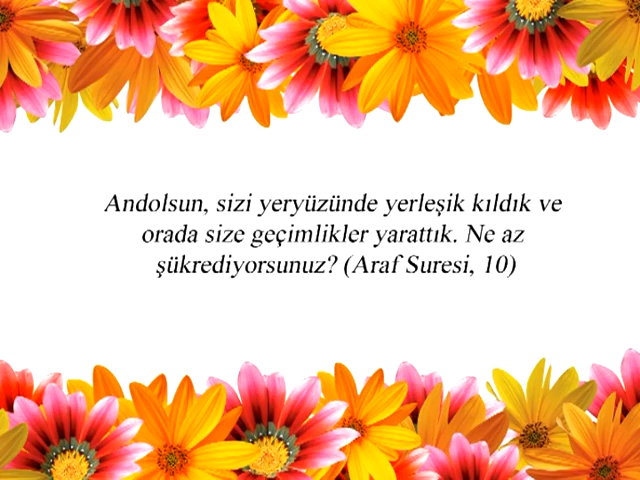 Andolsun, sizi yeryüzünde yerleşik kıldık ve
orada size geçimlikler yarattık. Ne az
şükrediyorsunuz? (Araf Suresi, 10)